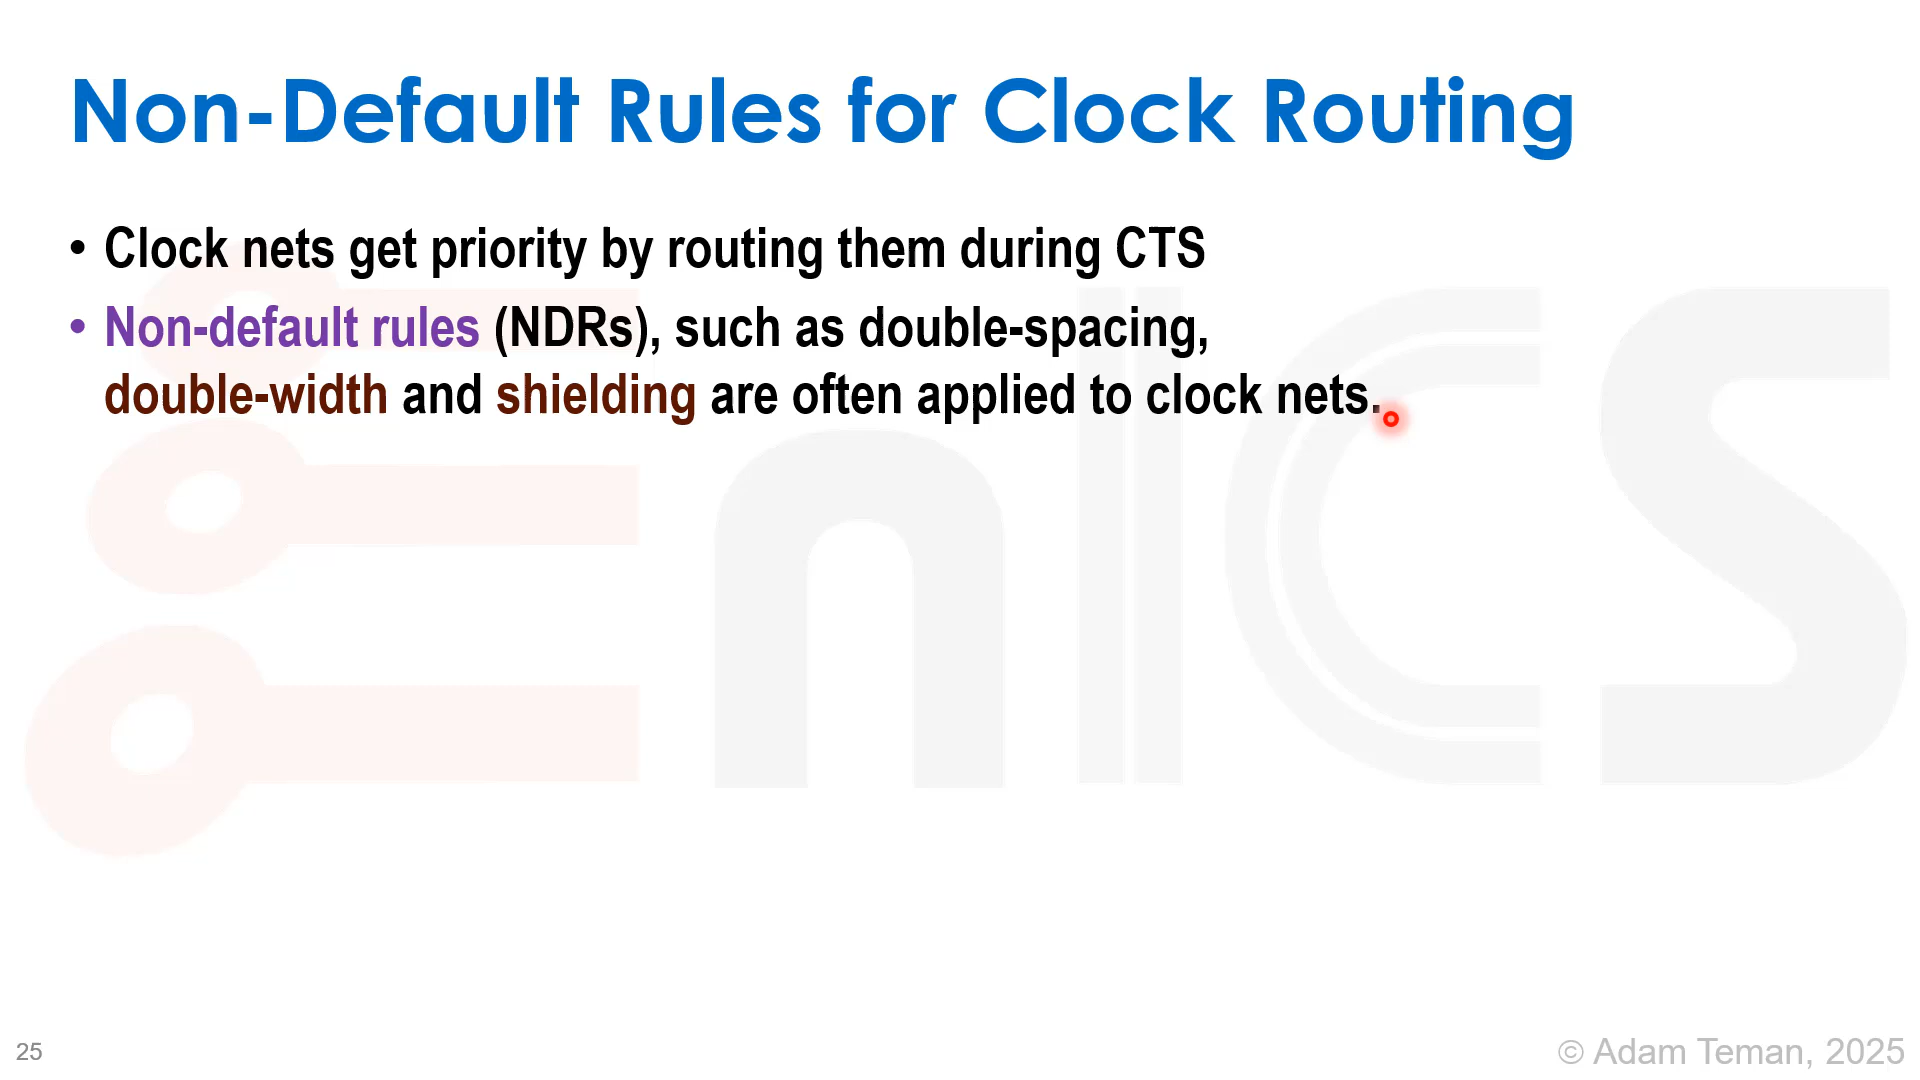 Non-Default Rules for Clock Routing
• Clock nets get priority by routing them during CTS
• Non-default rules (NDRs), such as double-spacing,
double-width and shielding are often applied to clock nets.
EnICS
25
© Adam Teman, 2025